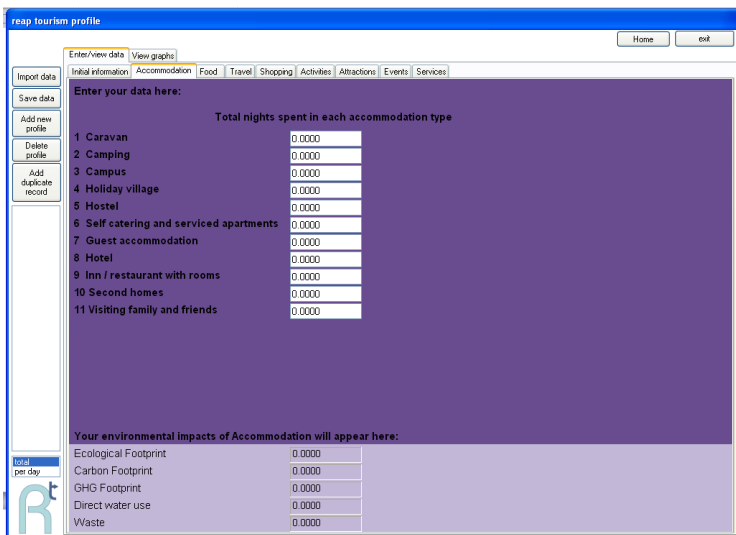 reap tourism profile
Home exit
Enter/view data View graphs
Initial information Accommodation Food Travel Shopping Activities Attractions Events Services
Import data
Save data
Add new
profile
Delete
profile
Add
duplicate
record
Enter your data here:
Total nights spent in each accommodation type
1 Caravan 0.0000
2 Camping 0.0000
3 Campus 0.0000
4 Holiday village 0.0000
5 Hostel 0.0000
6 Self catering and serviced apartments 0.0000
7 Guest accommodation 0.0000
8 Hotel 0.0000
9 Inn / restaurant with rooms 0.0000
10 Second homes 0.0000
11 Visiting family and friends 0.0000
Your environmental impacts of Accommodation will appear here:
Ecological Footprint 0.0000
Carbon Footprint 0.0000
GHG Footprint 0.0000
Direct water use 0.0000
Waste 0.0000
total
per day
Rt